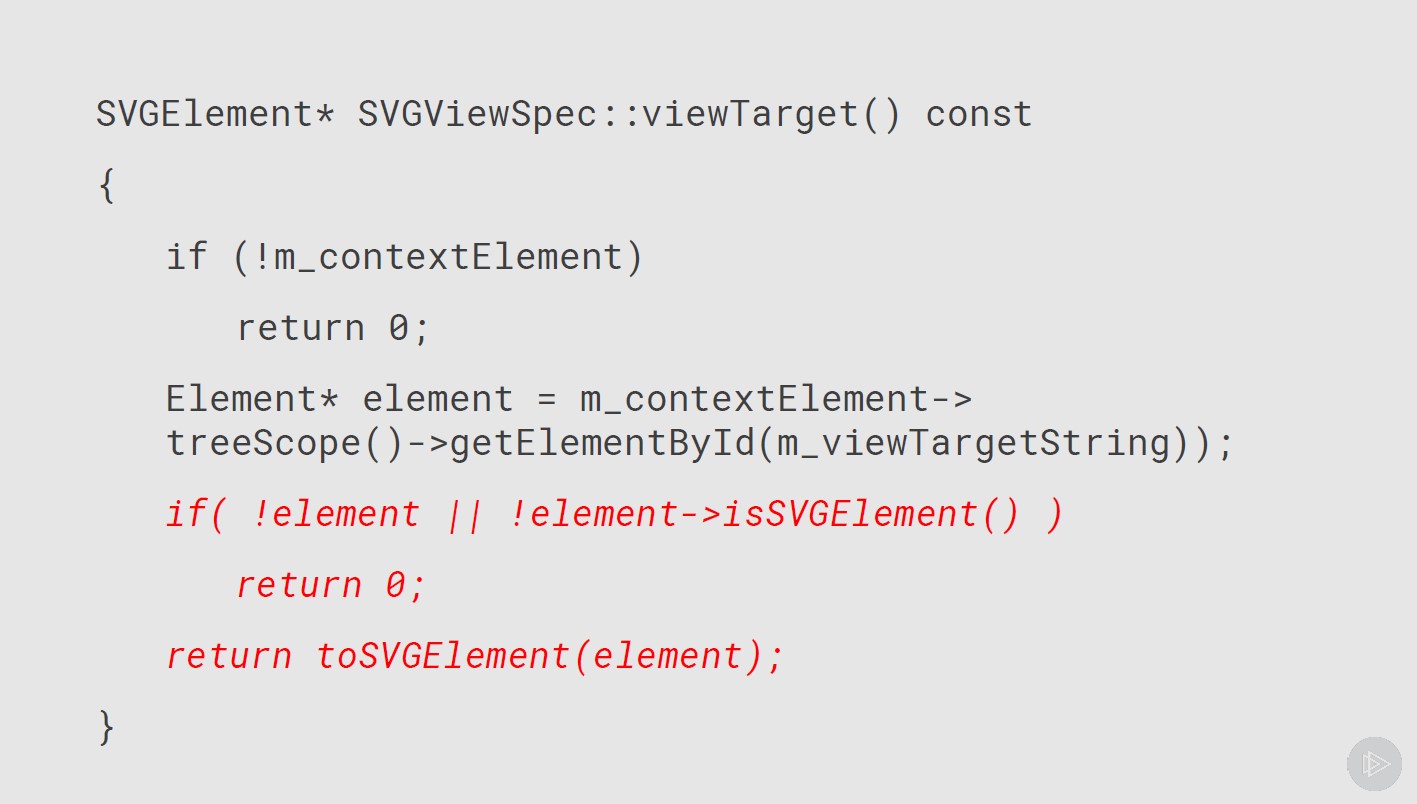 SVGElement* SVGViewSpec::viewTarget() const
{
if (!m_contextElement)
return 0;
Element* element = m_contextElement->
treeScope()->getElementById(m_viewTargetString));
if( !element || !element->isSVGElement() )
return 0;
return toSVGElement(element);
}